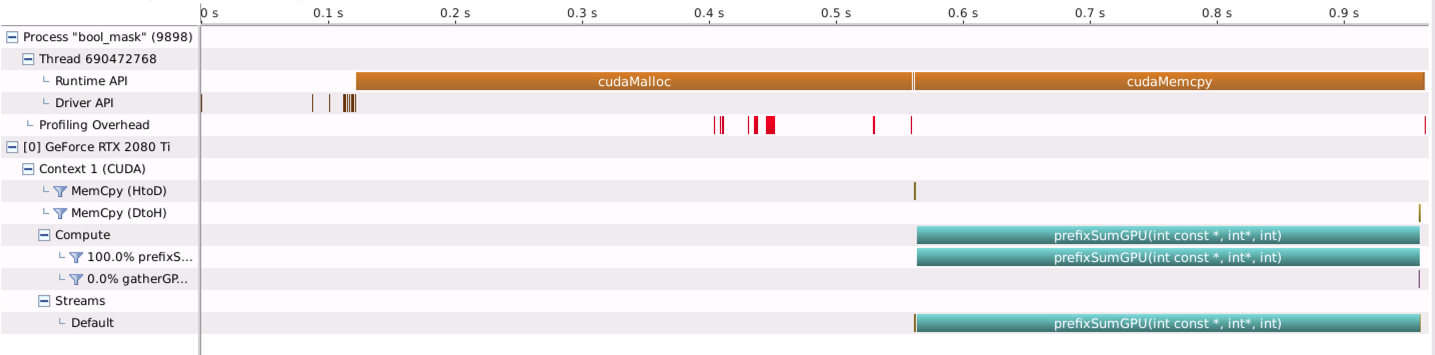 0 s 0.1 s 0.2 s 0.3 s 0.4 s 0.5 s 0.6 s 0.7 s 0.8 s 0.9 s
Process "bool_mask" (9898)
Thread 690472768
Runtime API cudaMalloc cudaMemcpy
Driver API
Profiling Overhead
[0] GeForce RTX 2080 Ti
Context 1 (CUDA)
MemCpy (HtoD)
MemCpy (DtoH)
Compute prefixSumGPU(int const *, int*, int)
100.0% prefixS... prefixSumGPU(int const *, int*, int)
0.0% gatherGP...
Streams
Default prefixSumGPU(int const *, int*, int)